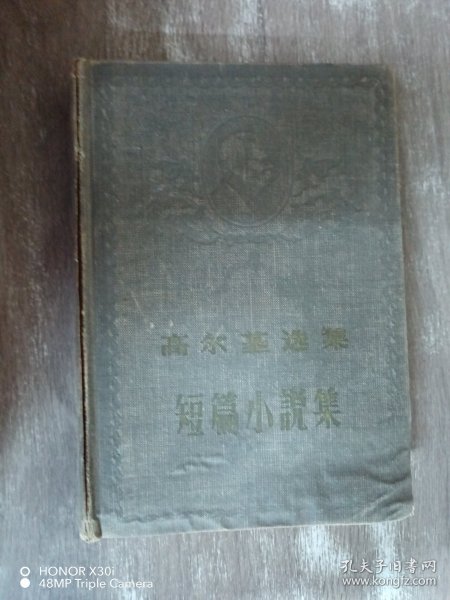 高尔基选集
短篇小説集
HONOR X30i
48MP Triple Camera
孔夫子旧书网
www.kongfz.com